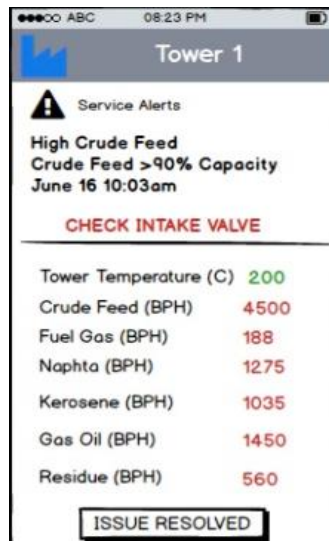 ABC 08:23 PM
Tower 1
Service Alerts
High Crude Feed
Crude Feed >90% Capacity
June 16 10:03am
CHECK INTAKE VALVE
Tower Temperature (C) 200
Crude Feed (BPH) 4500
Fuel Gas (BPH) 188
Naphta (BPH) 1275
Kerosene (BPH) 1035
Gas Oil (BPH) 1450
Residue (BPH) 560
ISSUE RESOLVED